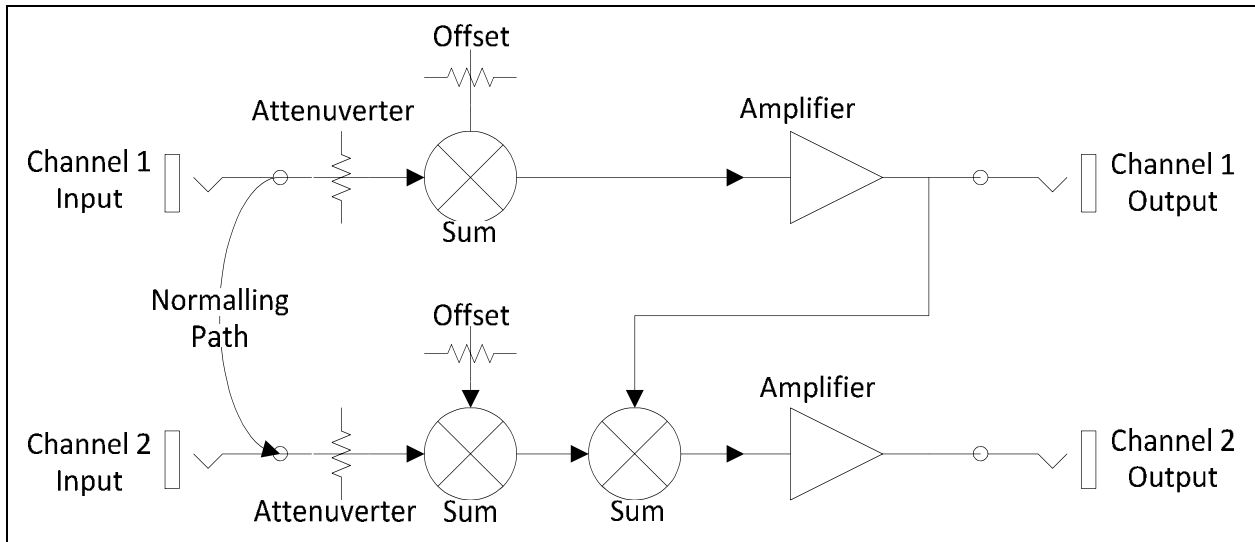 Offset
Attenuverter
Amplifier
Channel 1
Input
Channel 1
Output
Sum
Normalling
Path
Offset
Amplifier
Channel 2
Input
Channel 2
Output
Attenuverter
Sum
Sum